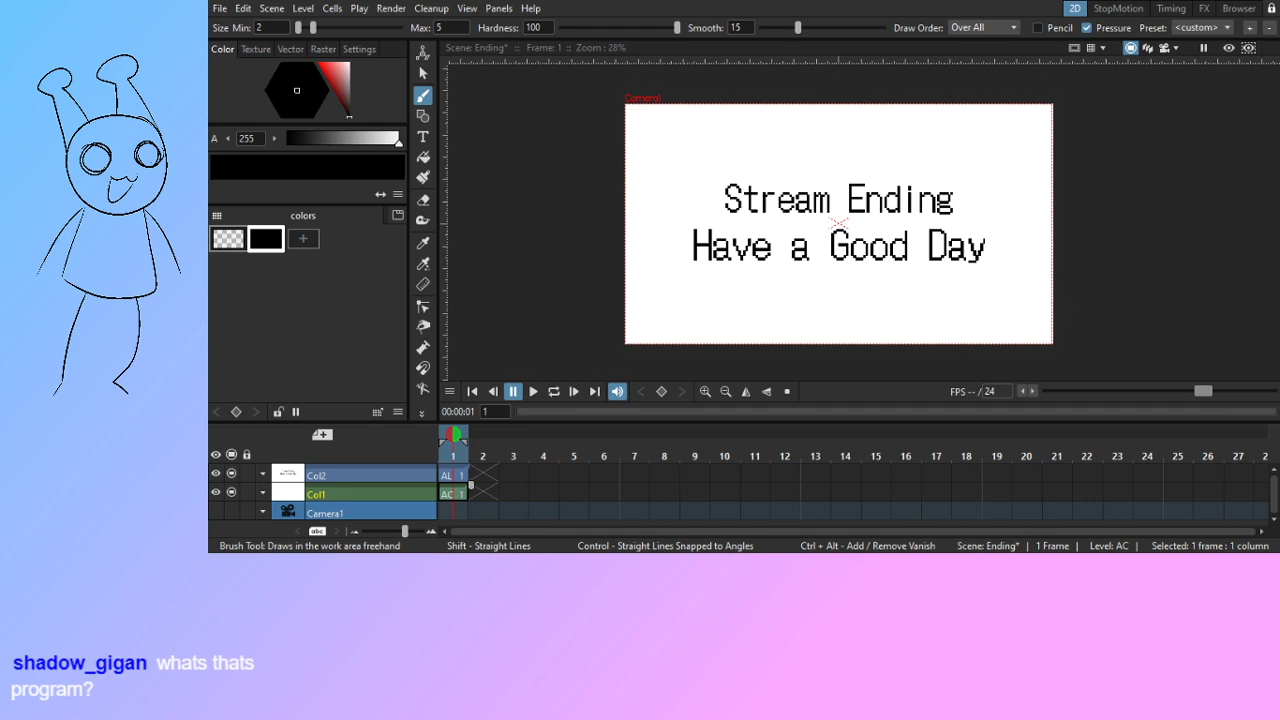 File Edit Scene Level Cells Play Render Cleanup View Panels Help 2D StopMotion Timing FX Browser
Size Min: 2 Max: 5 Hardness: 100 Smooth: 15 Draw Order: Over All Pencil Pressure Preset: <custom> + -
Color Texture Vector Raster Settings Scene: Ending* :: Frame: 1 :: Zoom : 28%
Camera1
A 255
Stream Ending
Have a Good Day
colors
+
FPS -- / 24
00:00:01 1
1 2 3 4 5 6 7 8 9 10 11 12 13 14 15 16 17 18 19 20 21 22 23 24 25 26 27 2
Col2 AL 1
Col1 AC 1
Camera1
abc
Brush Tool: Draws in the work area freehand Shift - Straight Lines Control - Straight Lines Snapped to Angles Ctrl + Alt - Add / Remove Vanish Scene: Ending* | 1 Frame | Level: AC | Selected: 1 frame : 1 column
shadow_gigan whats thats
program?